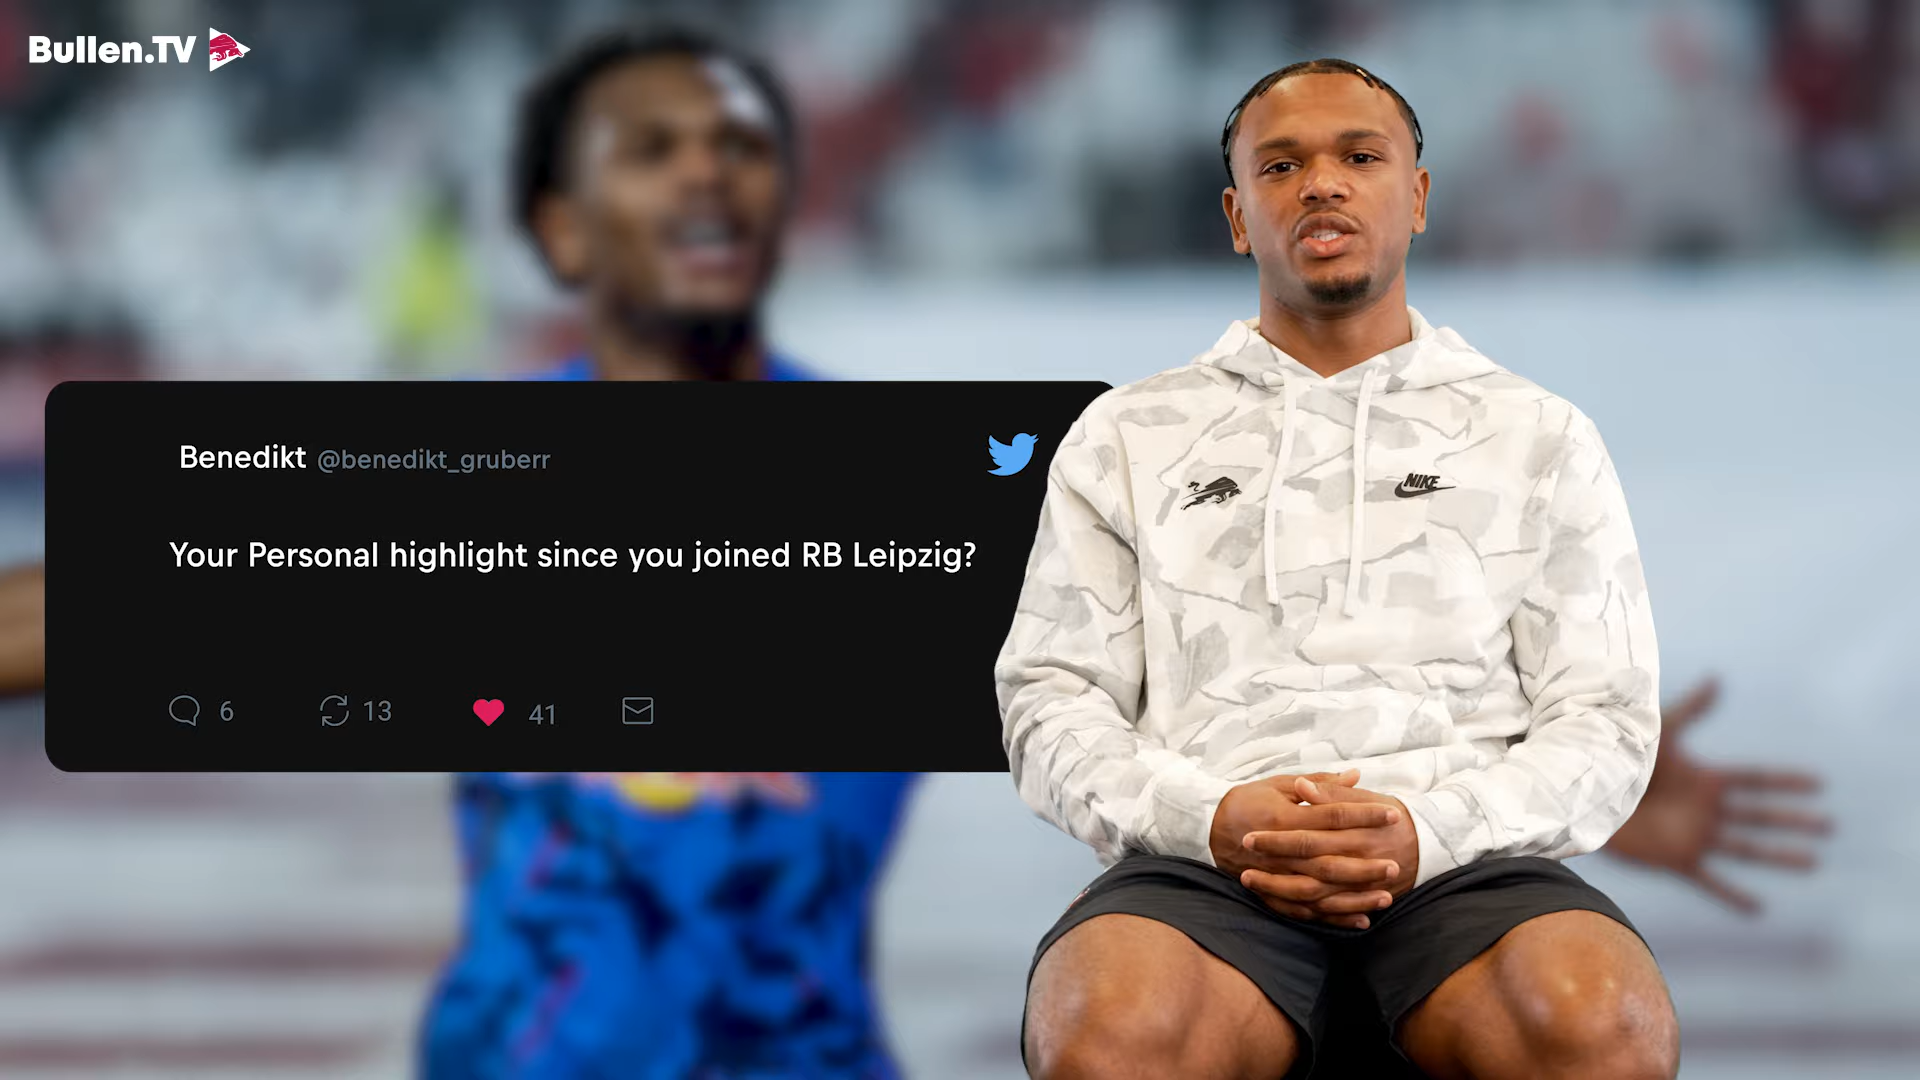 Bullen.TV
Benedikt @benedikt_gruberr
Your Personal highlight since you joined RB Leipzig?
6 13 41
NIKE